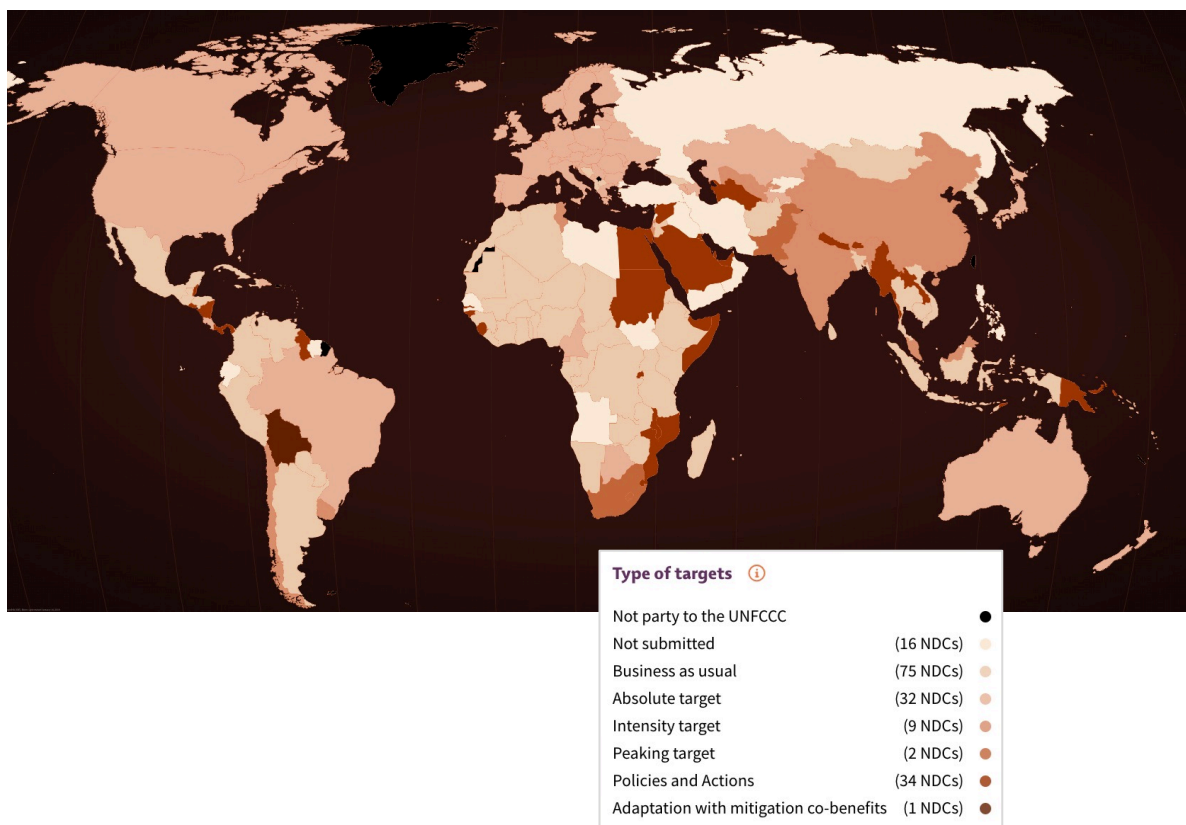 Type of targets
Not party to the UNFCCC
Not submitted (16 NDCs)
Business as usual (75 NDCs)
Absolute target (32 NDCs)
Intensity target (9 NDCs)
Peaking target (2 NDCs)
Policies and Actions (34 NDCs)
Adaptation with mitigation co-benefits (1 NDCs)